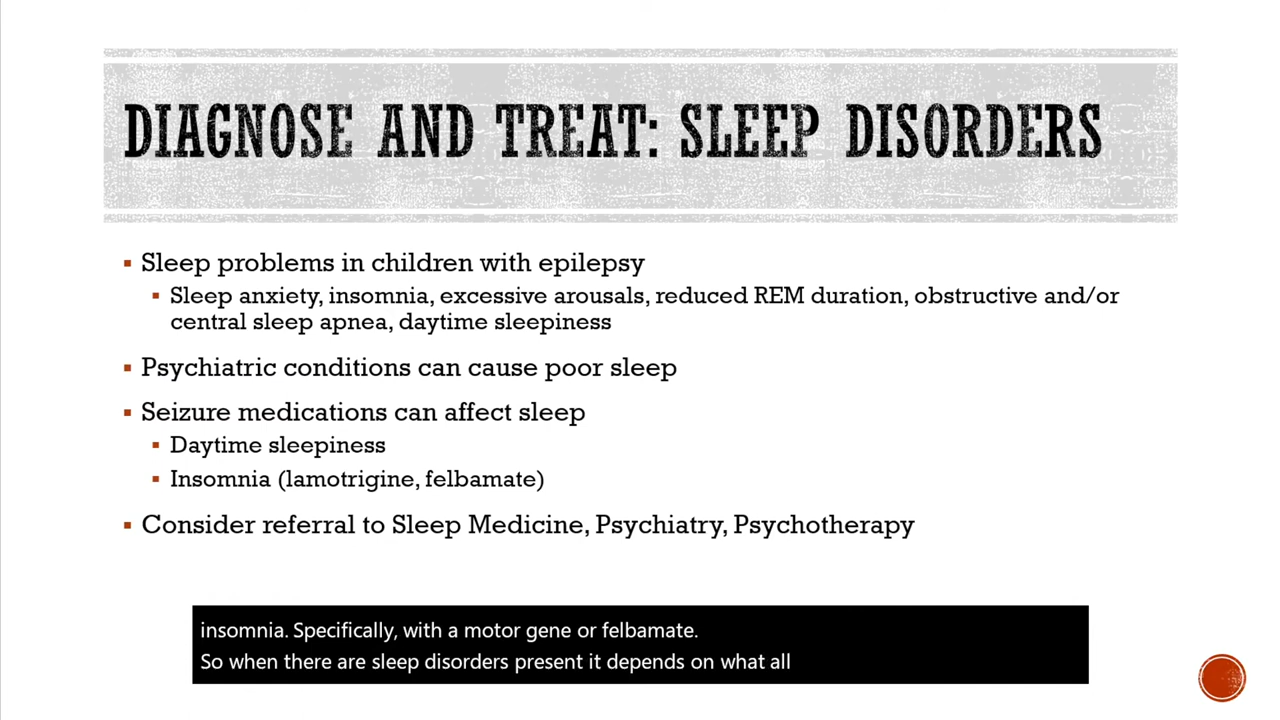 DIAGNOSE AND TREAT: SLEEP DISORDERS
▪ Sleep problems in children with epilepsy
▪ Sleep anxiety, insomnia, excessive arousals, reduced REM duration, obstructive and/or
central sleep apnea, daytime sleepiness
▪ Psychiatric conditions can cause poor sleep
▪ Seizure medications can affect sleep
▪ Daytime sleepiness
▪ Insomnia (lamotrigine, felbamate)
▪ Consider referral to Sleep Medicine, Psychiatry, Psychotherapy
insomnia. Specifically, with a motor gene or felbamate.
So when there are sleep disorders present it depends on what all